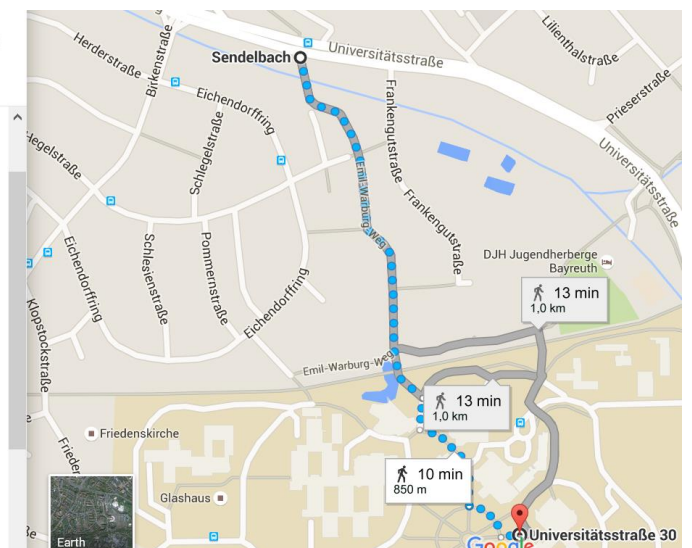 Sendelbach
Universitätsstraße
Lilienthalstraße
Prieserstraße
Herderstraße
Birkenstraße
Eichendorffring
Frankengutstraße
Hegelstraße
Schlegelstraße
Universitätsstraße
Emil-Warburg-Weg
Frankengutstraße
Eichendorffring
Schlesienstraße
Pommernstraße
Eichendorffring
DJH Jugendherberge
Bayreuth
13 min
1,0 km
Klopstockstraße
Emil-Warburg-Weg
13 min
1,0 km
Friedenskirche
Frieden
10 min
850 m
Glashaus
Universitätsstraße 30
Earth
Google